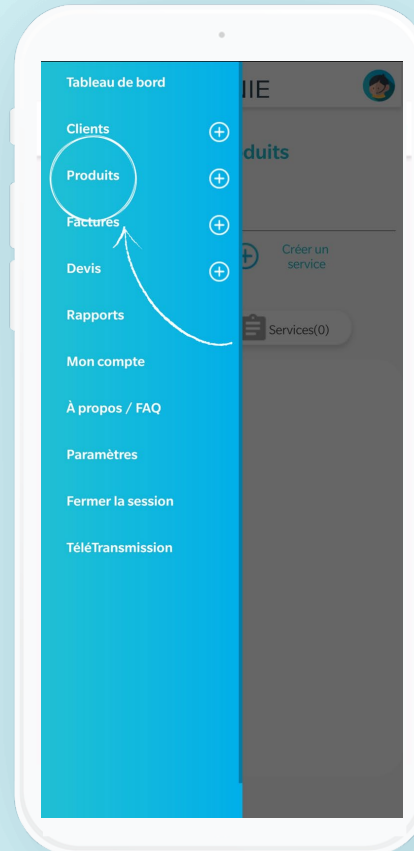 Tableau de bord
Clients
Produits
Factures
Devis
Rapports
Mon compte
À propos / FAQ
Paramètres
Fermer la session
TéléTransmission
NIE
duits
Créer un
service
Services(0)